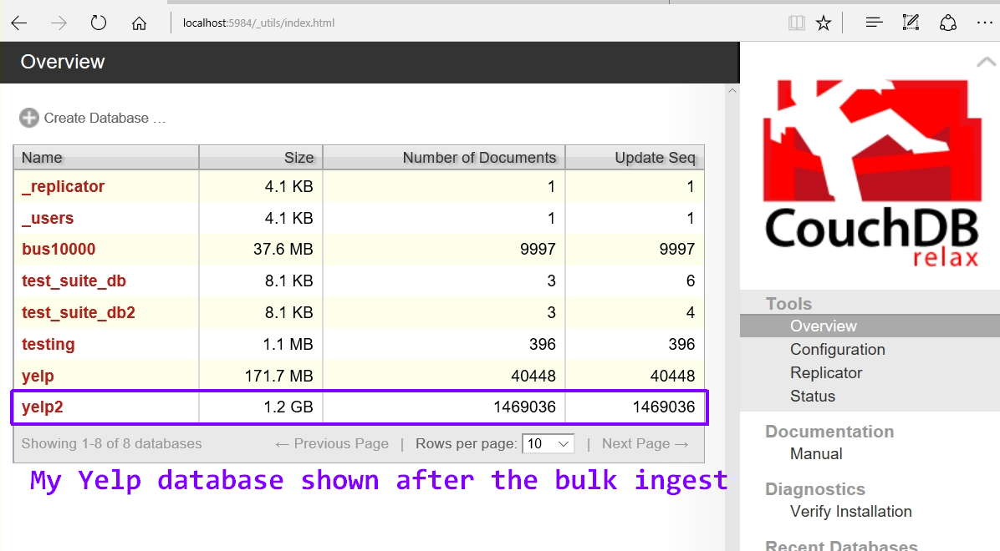 localhost:5984/_utils/index.html
Overview
Create Database ...
Name Size Number of Documents Update Seq
_replicator 4.1 KB 1 1
_users 4.1 KB 1 1
bus10000 37.6 MB 9997 9997
test_suite_db 8.1 KB 3 6
test_suite_db2 8.1 KB 3 4
testing 1.1 MB 396 396
yelp 171.7 MB 40448 40448
yelp2 1.2 GB 1469036 1469036
Showing 1-8 of 8 databases ← Previous Page | Rows per page: 10 | Next Page →
My Yelp database shown after the bulk ingest
CouchDB
relax
Tools
Overview
Configuration
Replicator
Status
Documentation
Manual
Diagnostics
Verify Installation
Recent Databases